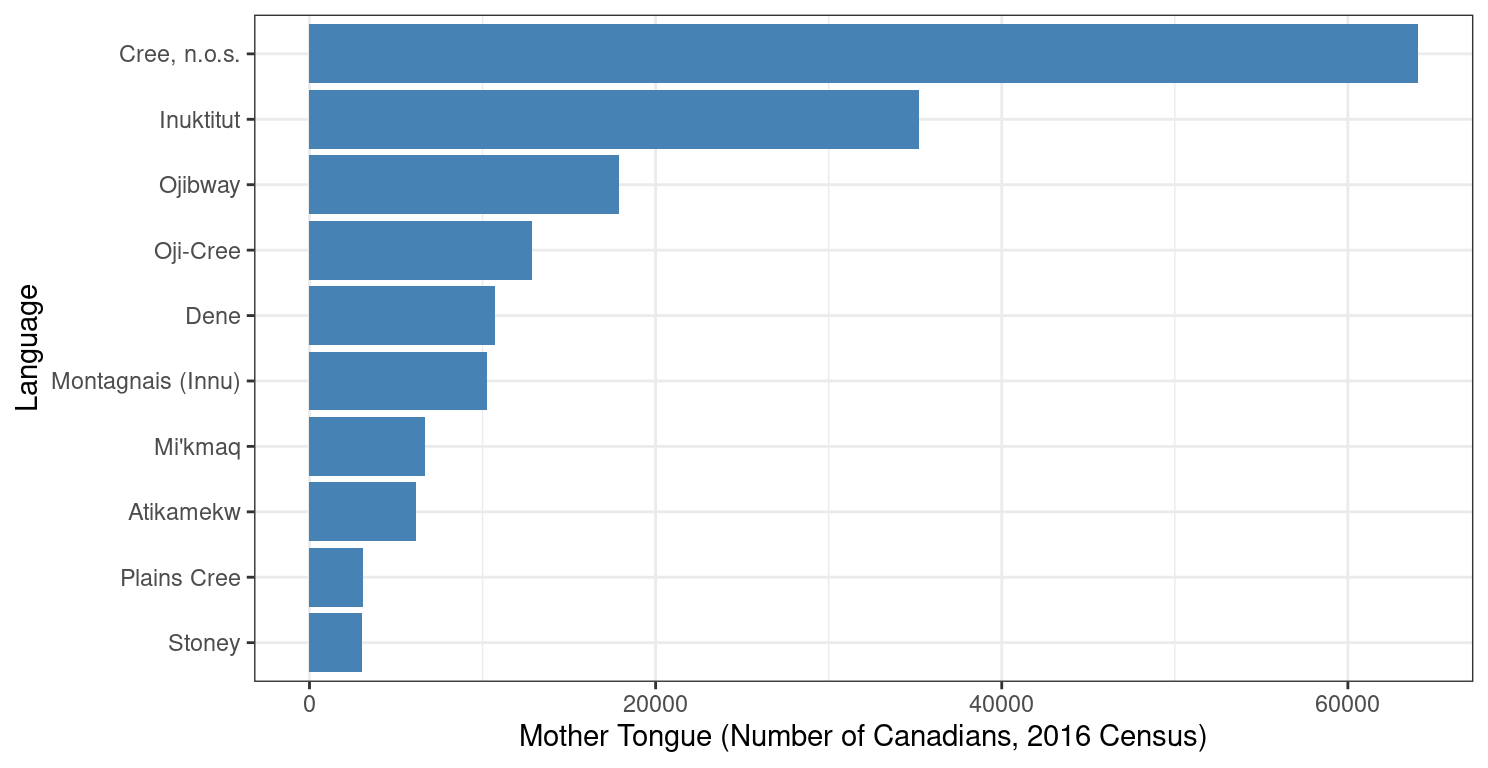 Cree, n.o.s.
Inuktitut
Ojibway
Oji-Cree
Dene
Montagnais (Innu)
Mi'kmaq
Atikamekw
Plains Cree
Stoney
Language
0 20000 40000 60000
Mother Tongue (Number of Canadians, 2016 Census)